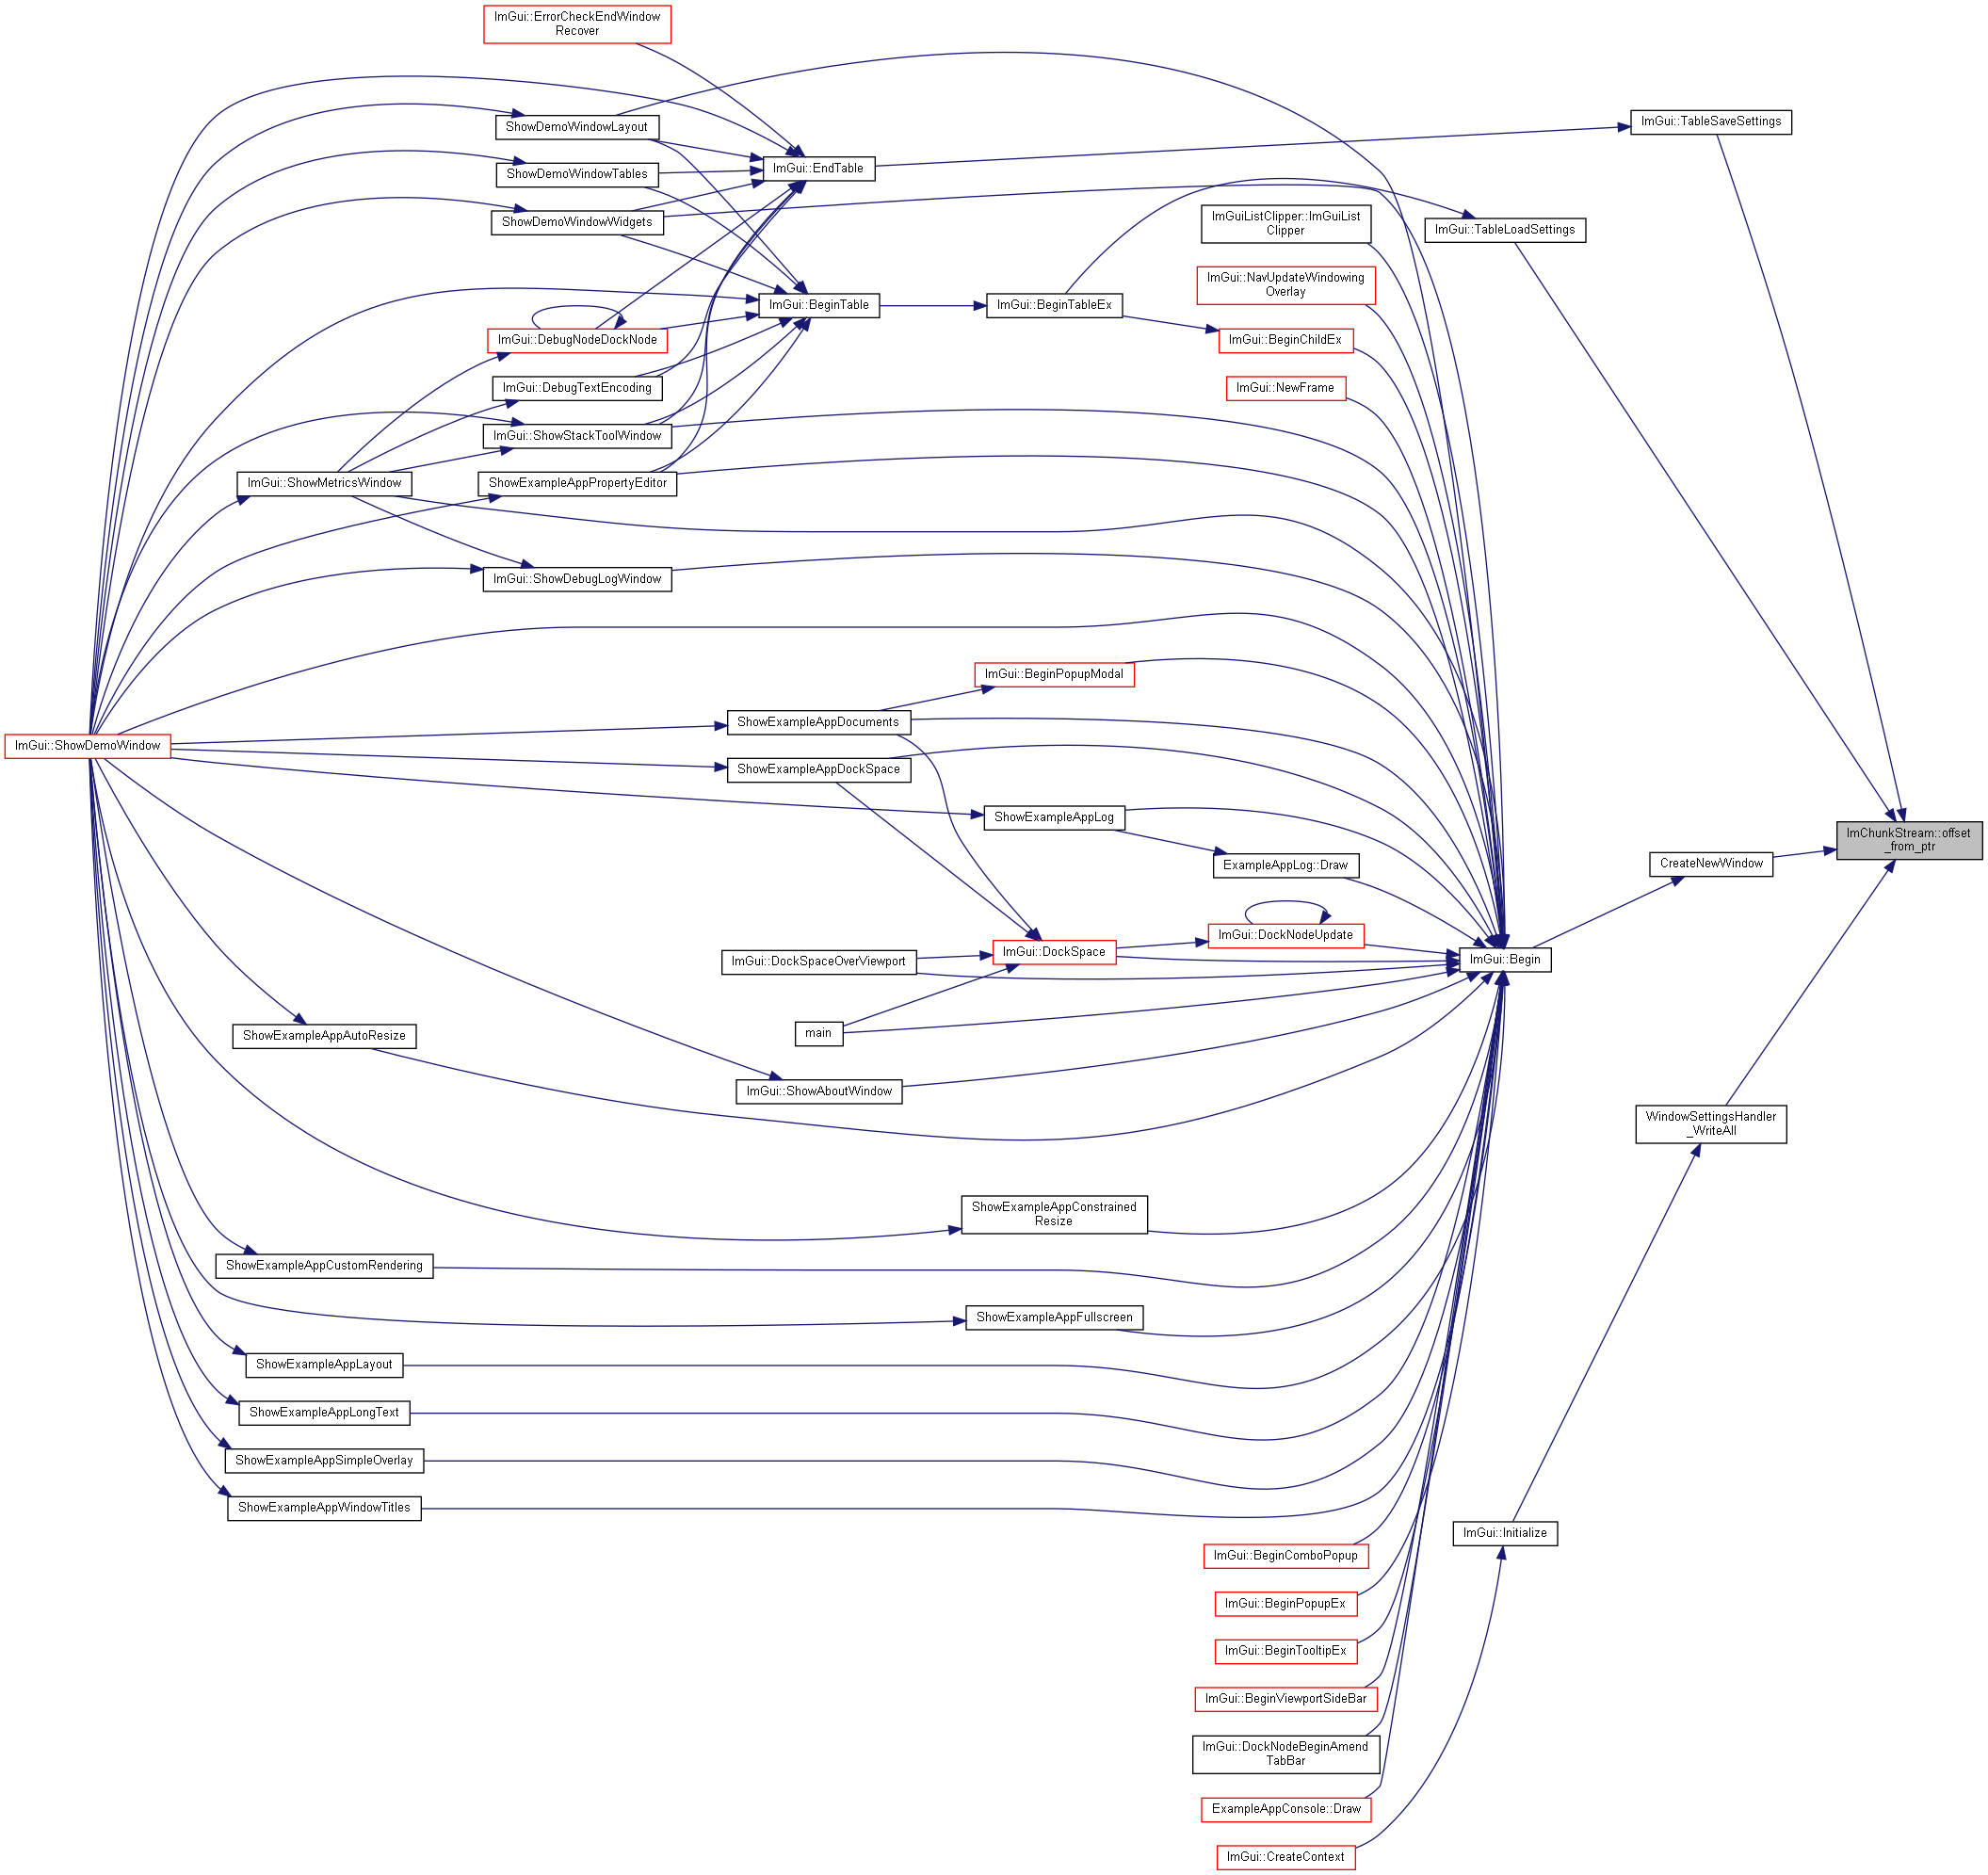 ImGui::ErrorCheckEndWindow
Recover
ImGui::TableSaveSettings
ShowDemoWindowLayout
ImGui::EndTable
ShowDemoWindowTables
ShowDemoWindowWidgets
ImGuiListClipper::ImGuiList
Clipper
ImGui::TableLoadSettings
ImGui::NavUpdateWindowing
Overlay
ImGui::BeginTable
ImGui::BeginTableEx
ImGui::DebugNodeDockNode
ImGui::BeginChildEx
ImGui::DebugTextEncoding
ImGui::NewFrame
ImGui::ShowStackToolWindow
ImGui::ShowMetricsWindow
ShowExampleAppPropertyEditor
ImGui::ShowDebugLogWindow
ImGui::BeginPopupModal
ShowExampleAppDocuments
ImGui::ShowDemoWindow
ShowExampleAppDockSpace
ShowExampleAppLog
ImChunkStream::offset
_from_ptr
ExampleAppLog::Draw
CreateNewWindow
ImGui::DockNodeUpdate
ImGui::DockSpace
ImGui::DockSpaceOverViewport
ImGui::Begin
main
ShowExampleAppAutoResize
ImGui::ShowAboutWindow
WindowSettingsHandler
_WriteAll
ShowExampleAppConstrained
Resize
ShowExampleAppCustomRendering
ShowExampleAppFullscreen
ShowExampleAppLayout
ShowExampleAppLongText
ShowExampleAppSimpleOverlay
ShowExampleAppWindowTitles
ImGui::Initialize
ImGui::BeginComboPopup
ImGui::BeginPopupEx
ImGui::BeginTooltipEx
ImGui::BeginViewportSideBar
ImGui::DockNodeBeginAmend
TabBar
ExampleAppConsole::Draw
ImGui::CreateContext